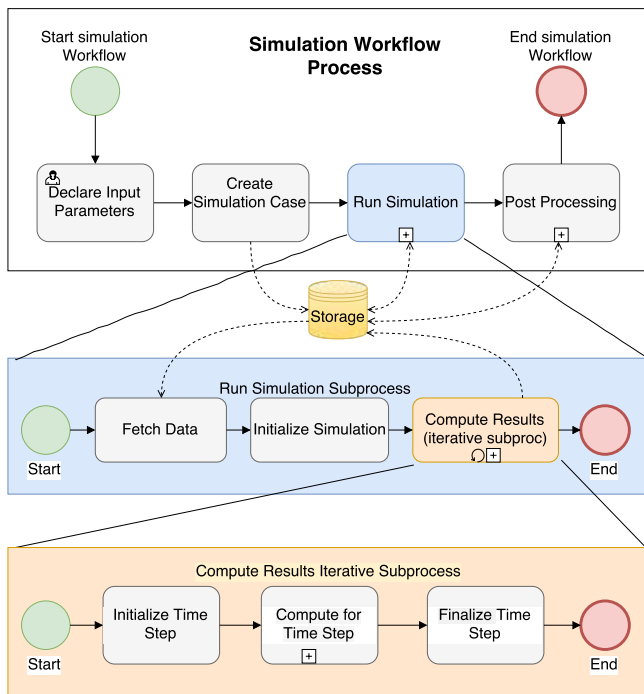 Start simulation
Workflow
Simulation Workflow
Process
End simulation
Workflow
Declare Input
Parameters
Create
Simulation Case
Run Simulation
Post Processing
Storage
Run Simulation Subprocess
Fetch Data
Initialize Simulation
Compute Results
(iterative subproc)
Start
End
Compute Results Iterative Subprocess
Initialize Time
Step
Compute for
Time Step
Finalize Time
Step
Start
End